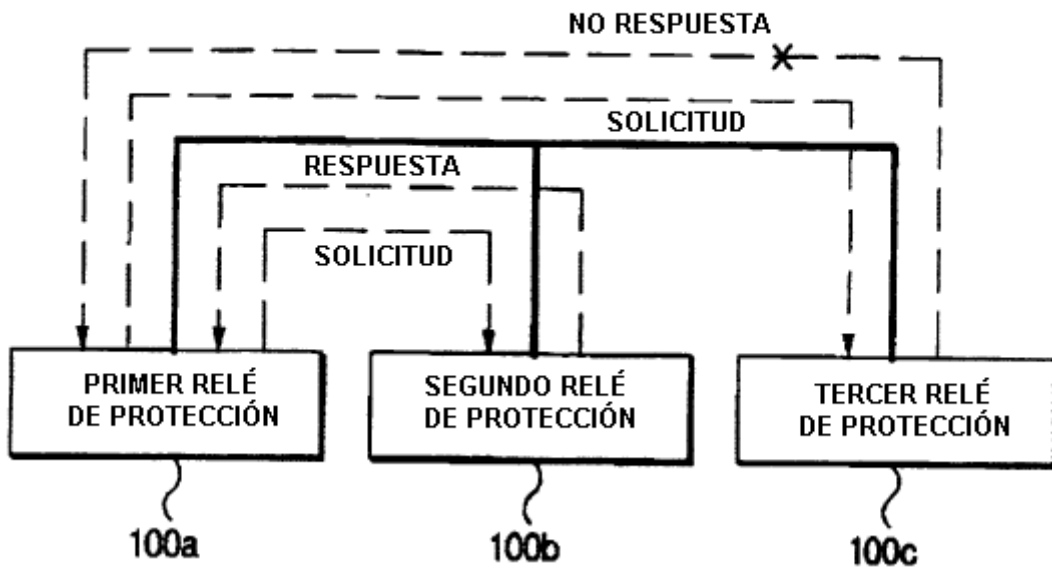 NO RESPUESTA
SOLICITUD
RESPUESTA
SOLICITUD
PRIMER RELÉ
DE PROTECCIÓN
SEGUNDO RELÉ
DE PROTECCIÓN
TERCER RELÉ
DE PROTECCIÓN
100a
100b
100c